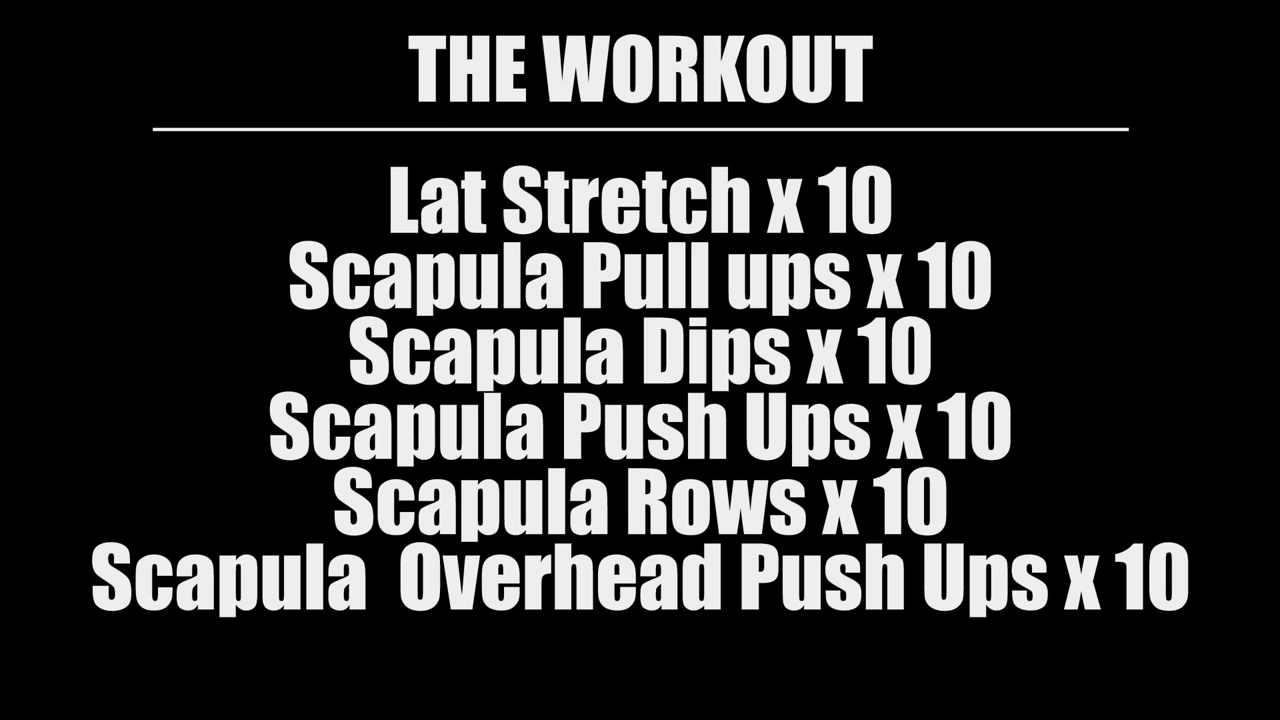 THE WORKOUT
Lat Stretch x 10
Scapula Pull ups x 10
Scapula Dips x 10
Scapula Push Ups x 10
Scapula Rows x 10
Scapula  Overhead Push Ups x 10